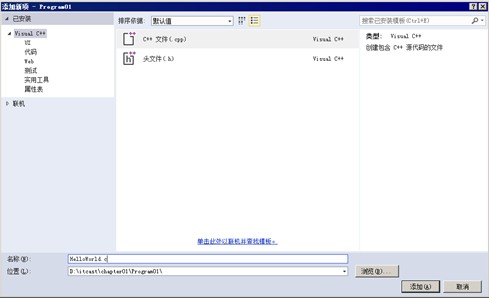 添加新项 - Program01
已安装
排序依据: 默认值
搜索已安装模板(Ctrl+E)
Visual C++
UI
代码
Web
测试
实用工具
属性表
联机
C++ 文件(.cpp) Visual C++
头文件(.h) Visual C++
类型: Visual C++
创建包含 C++ 源代码的文件
单击此处以联机并查找模板。
名称(N): HelloWorld.c
位置(L): D:\itcast\chapter01\Program01\
浏览(B)...
添加(A) 取消